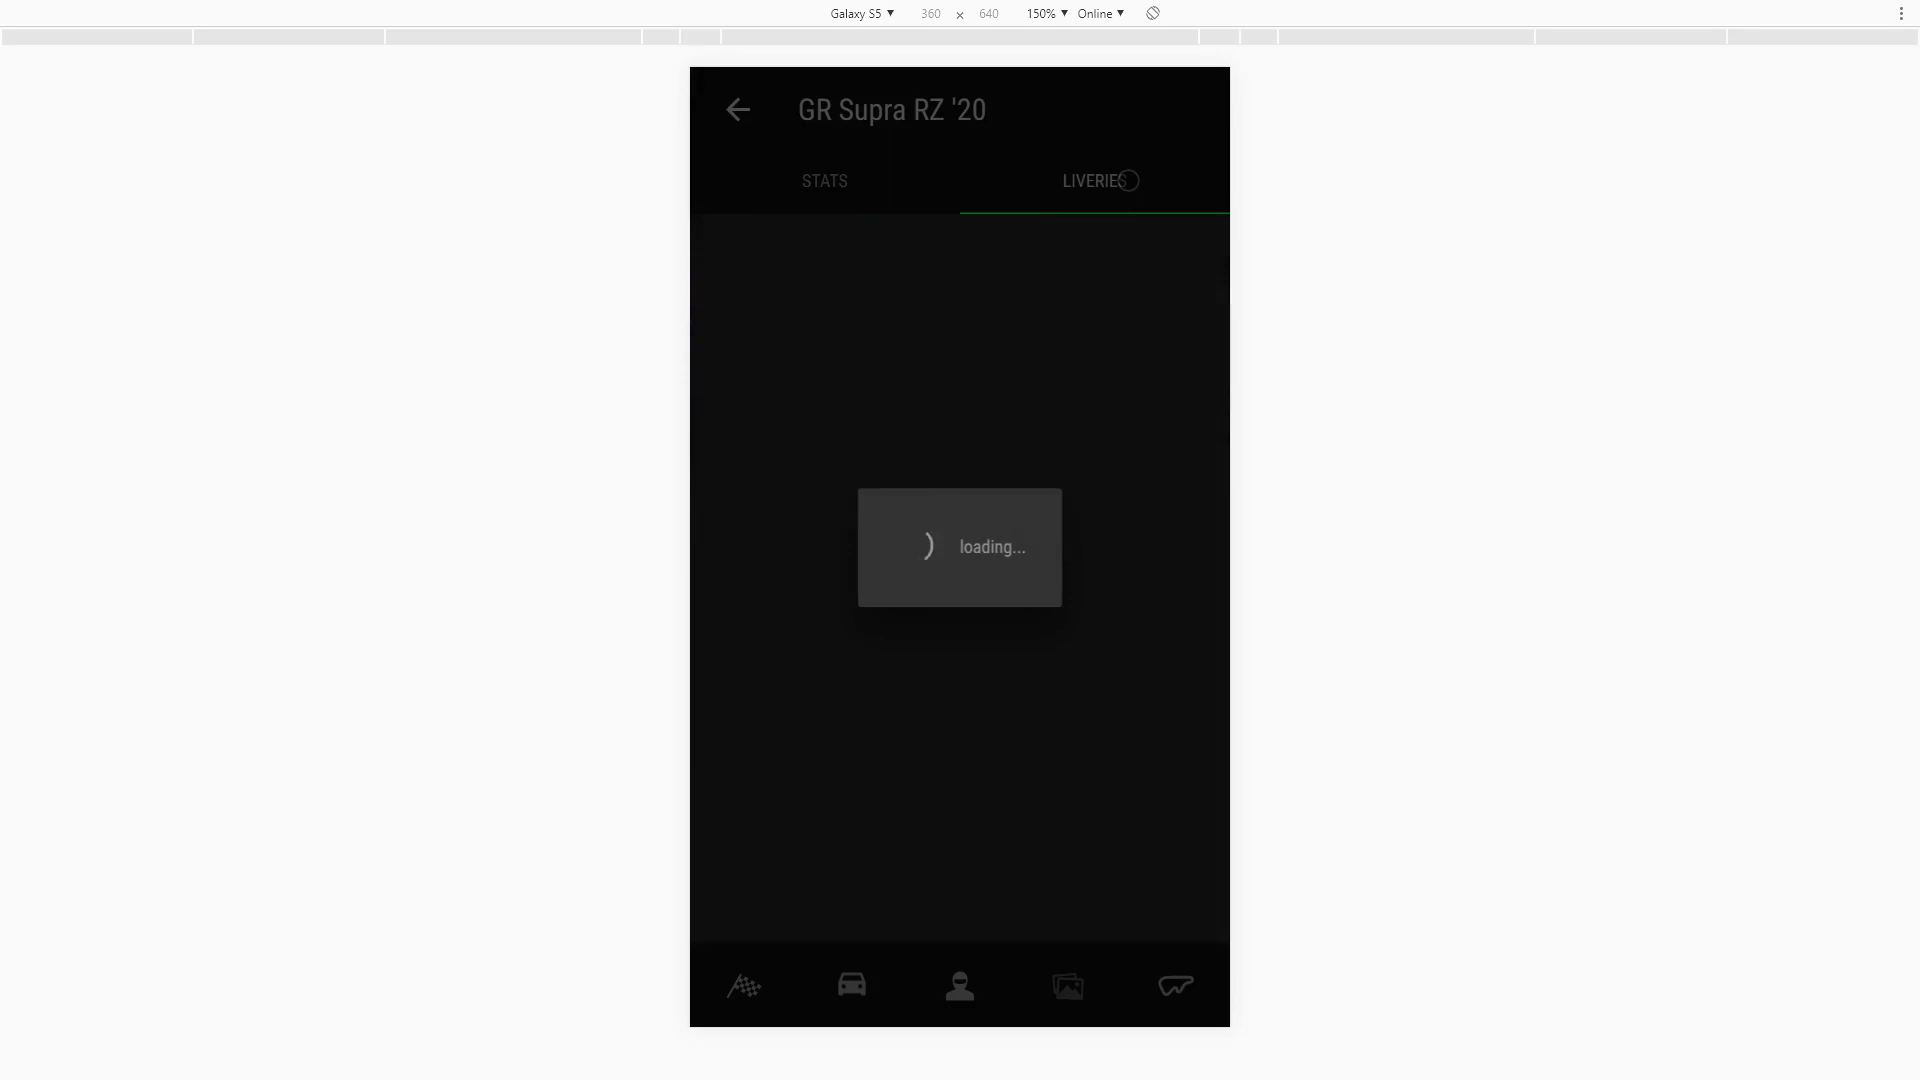 Galaxy S5 360 × 640 150% Online
GR Supra RZ '20
STATS LIVERIES
loading...